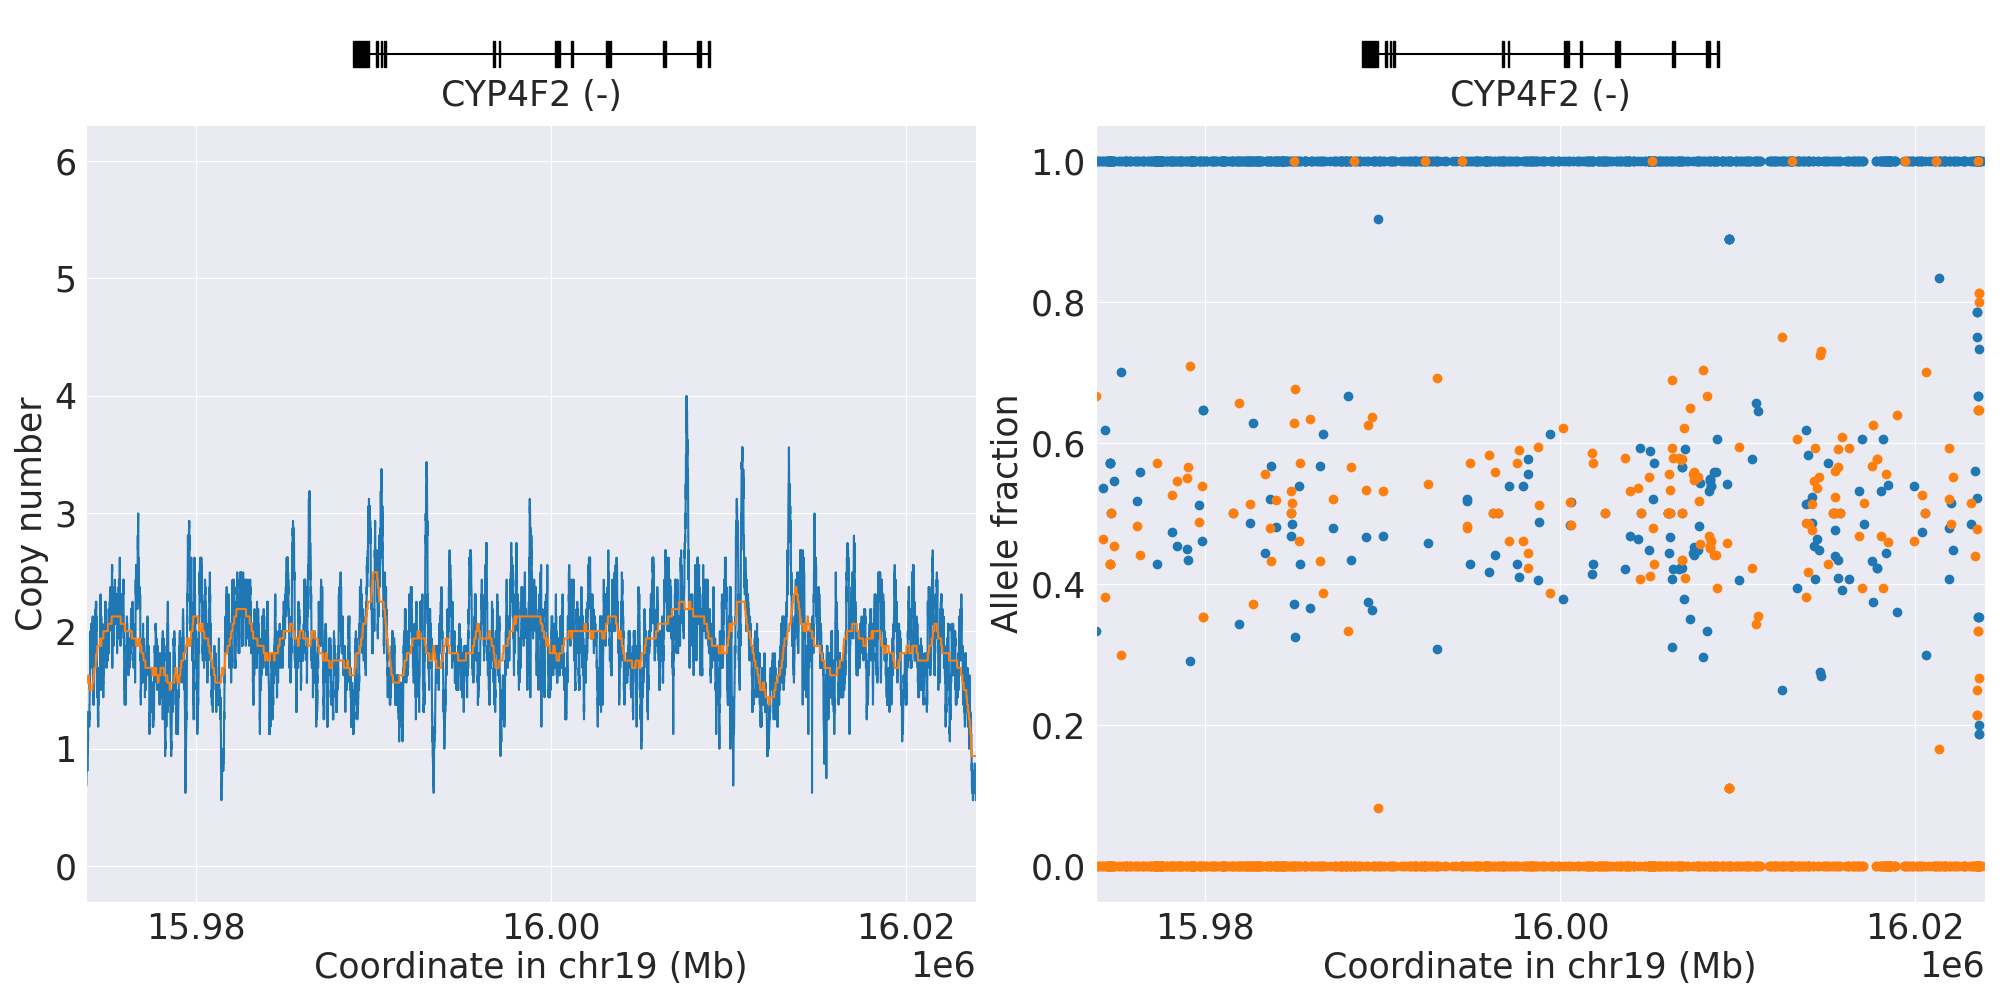 CYP4F2 (-)
CYP4F2 (-)
Copy number
6
5
4
3
2
1
0
15.98
16.00
16.02
Coordinate in chr19 (Mb)
1e6
Allele fraction
1.0
0.8
0.6
0.4
0.2
0.0
15.98
16.00
16.02
Coordinate in chr19 (Mb)
1e6